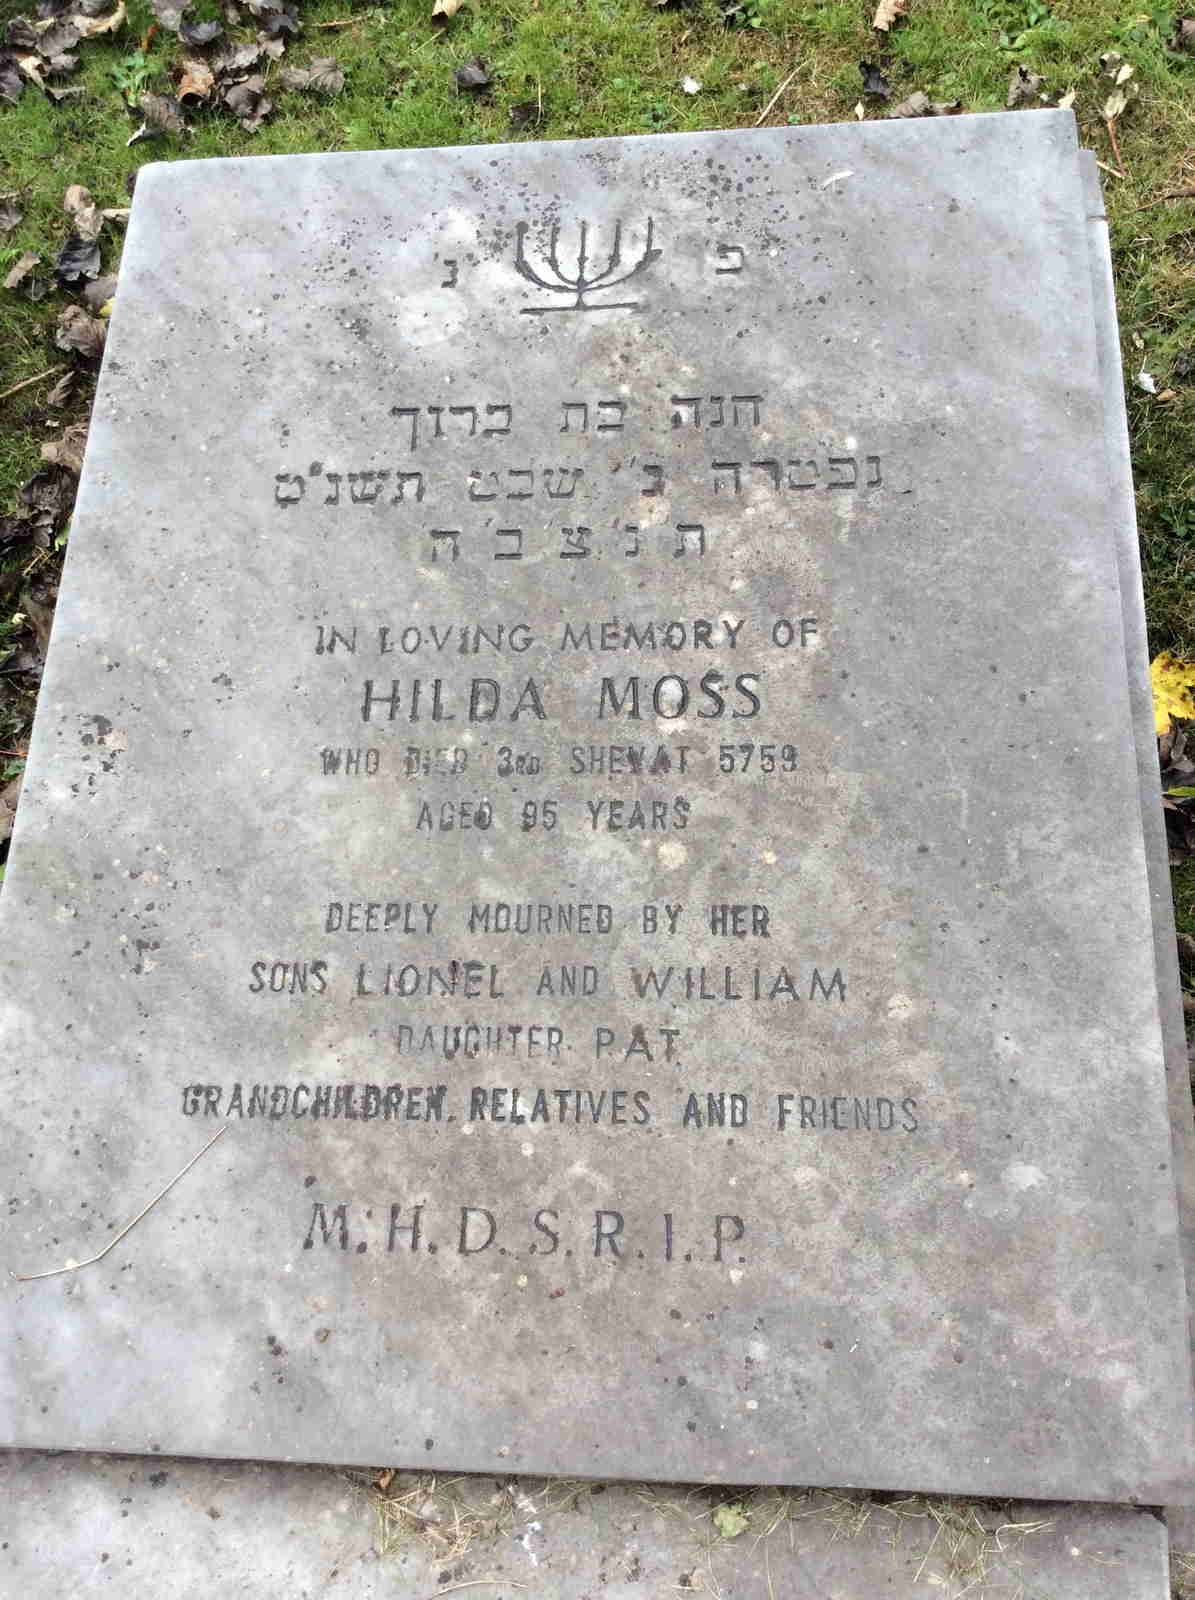 פ נ'
חנה בת ברוך
נפטרה ג' שבט תשנ"ט
ת' נ' צ' ב' ה'
IN LOVING MEMORY OF
HILDA MOSS
WHO DIED 3RD SHEVAT 5759
AGED 95 YEARS
DEEPLY MOURNED BY HER
SONS LIONEL AND WILLIAM
DAUGHTER PAT
GRANDCHILDREN. RELATIVES AND FRIENDS
M.H.D.S.R.I.P.